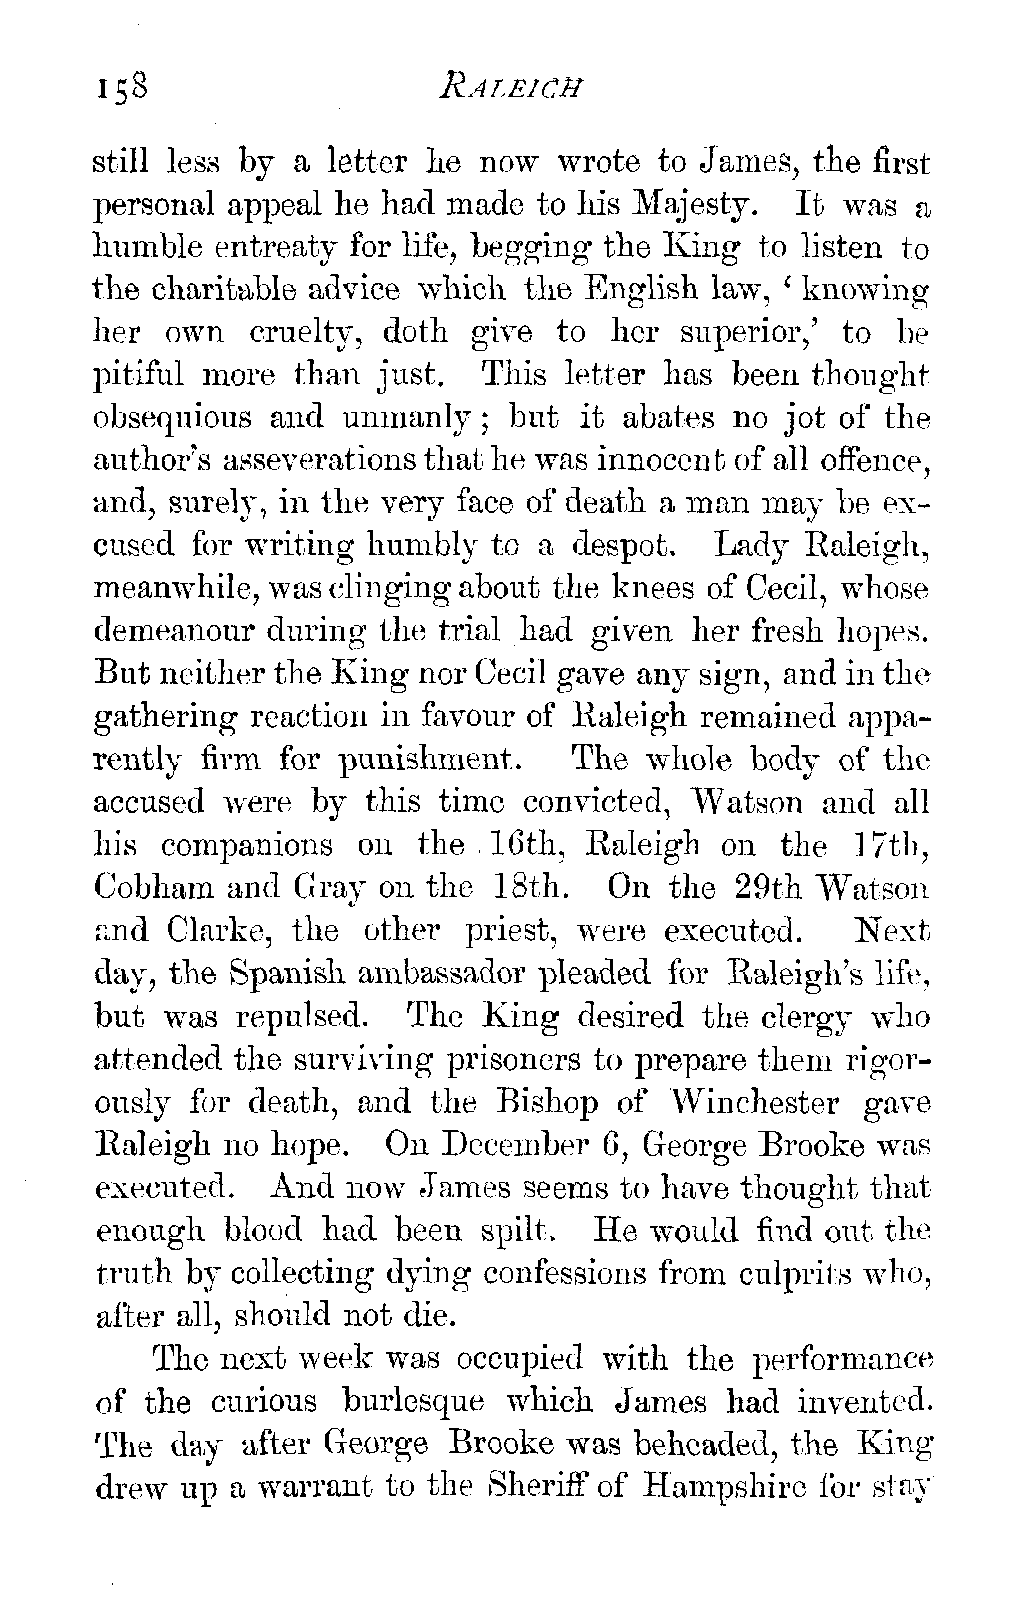 158 RALEIGH
still less by a letter he now wrote to James, the first
personal appeal he had made to his Majesty. It was a
humble entreaty for life, begging the King to listen to
the charitable advice which the English law, ‘ knowing
her own cruelty, doth give to her superior,’ to be
pitiful more than just. This letter has been thought
obsequious and unmanly ; but it abates no jot of the
author’s asseverations that he was innocent of all offence,
and, surely, in the very face of death a man may be ex-
cused for writing humbly to a despot. Lady Raleigh,
meanwhile, was clinging about the knees of Cecil, whose
demeanour during the trial had given her fresh hopes.
But neither the King nor Cecil gave any sign, and in the
gathering reaction in favour of Raleigh remained appa-
rently firm for punishment. The whole body of the
accused were by this time convicted, Watson and all
his companions on the 16th, Raleigh on the 17th,
Cobham and Gray on the 18th. On the 29th Watson
and Clarke, the other priest, were executed. Next
day, the Spanish ambassador pleaded for Raleigh’s life,
but was repulsed. The King desired the clergy who
attended the surviving prisoners to prepare them rigor-
ously for death, and the Bishop of Winchester gave
Raleigh no hope. On December 6, George Brooke was
executed. And now James seems to have thought that
enough blood had been spilt. He would find out the
truth by collecting dying confessions from culprits who,
after all, should not die.
The next week was occupied with the performance
of the curious burlesque which James had invented.
The day after George Brooke was beheaded, the King
drew up a warrant to the Sheriff of Hampshire for stay